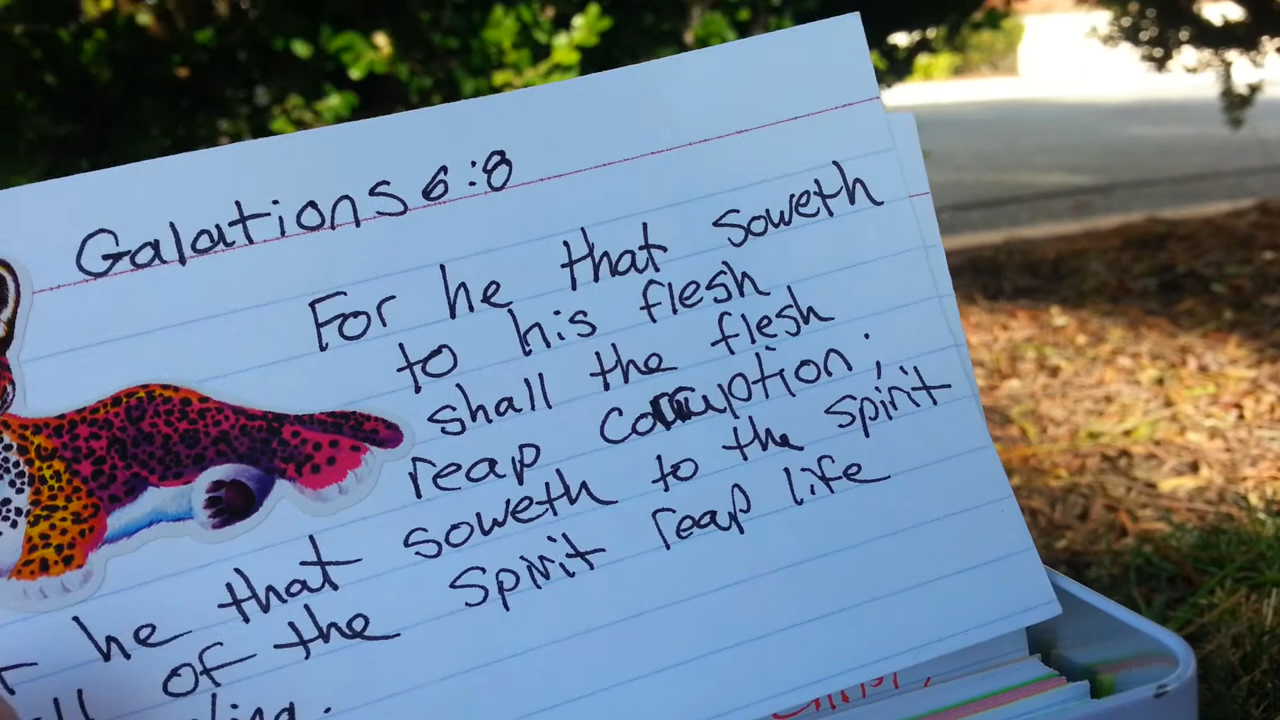 Galations 6:8
For he that soweth
to his flesh
shall the flesh
reap corruption;
he that soweth to the spirit
of the spirit reap life